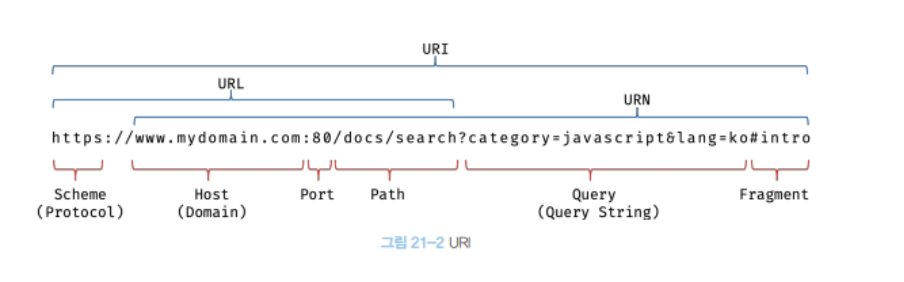 URI
URL
URN
https://www.mydomain.com:80/docs/search?category=javascript&lang=ko#intro
Scheme Host Port Path Query Fragment
(Protocol) (Domain) (Query String)
그림 21-2 URI